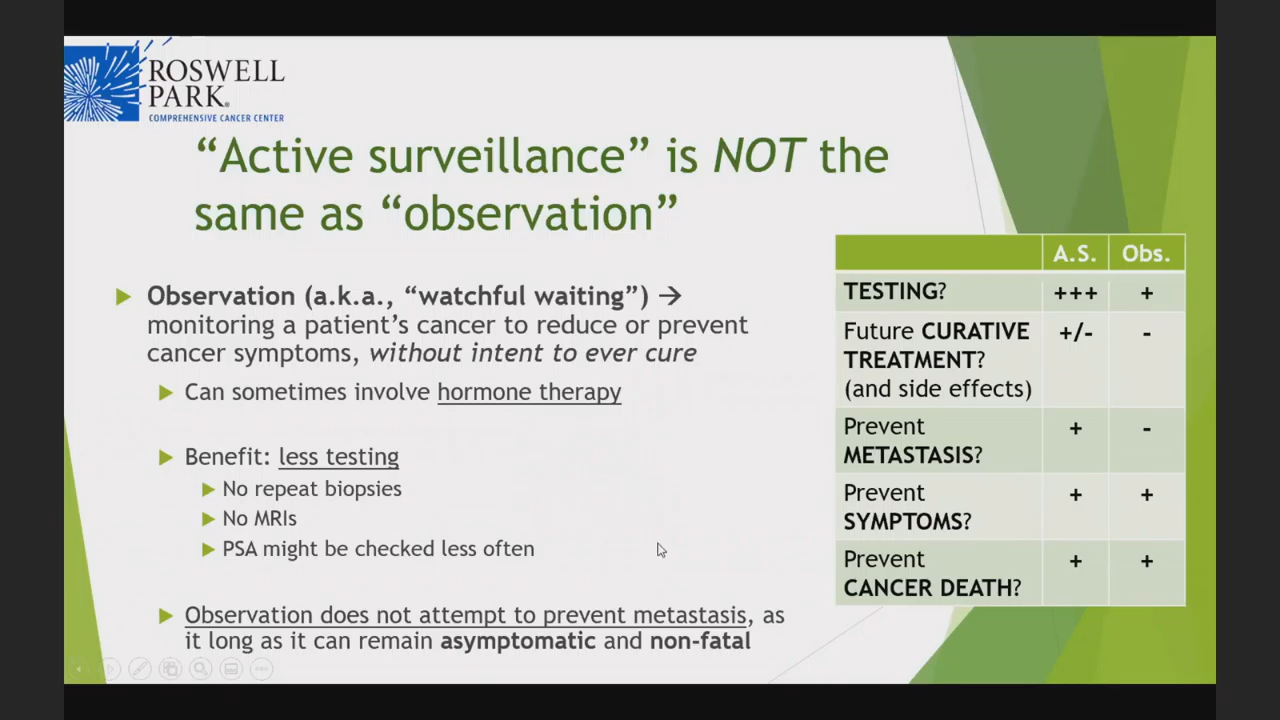 ROSWELL
PARK®
COMPREHENSIVE CANCER CENTER
“Active surveillance” is NOT the
same as “observation”
Observation (a.k.a., “watchful waiting”) →
monitoring a patient’s cancer to reduce or prevent
cancer symptoms, without intent to ever cure
Can sometimes involve hormone therapy
Benefit: less testing
No repeat biopsies
No MRIs
PSA might be checked less often
Observation does not attempt to prevent metastasis, as
it long as it can remain asymptomatic and non-fatal
A.S. Obs.
TESTING? +++ +
Future CURATIVE +/- -
TREATMENT?
(and side effects)
Prevent + -
METASTASIS?
Prevent + +
SYMPTOMS?
Prevent + +
CANCER DEATH?